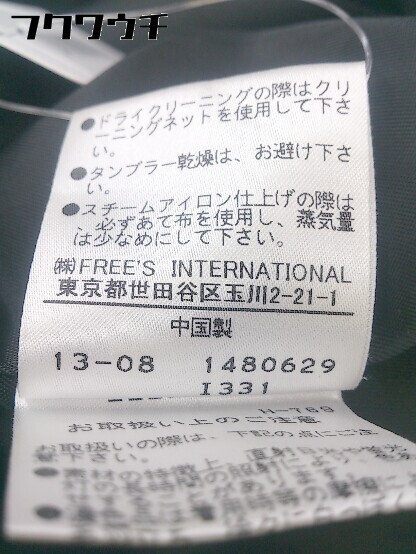 フクワウチ
●ドライクリーニングの際はクリ
ーニングネットを使用して下さ
い。
●タンブラー乾燥は、お避け下さ
い。
●スチームアイロン仕上げの際は
、必ずあて布を使用し、蒸気量
は少なめにして下さい。
㈱FREE'S INTERNATIONAL
東京都世田谷区玉川2-21-1
中国製
13-08 1480629
I331
N-789
お取扱い上のご注意
お取扱いの際は、下記の点にご注
意下さい。